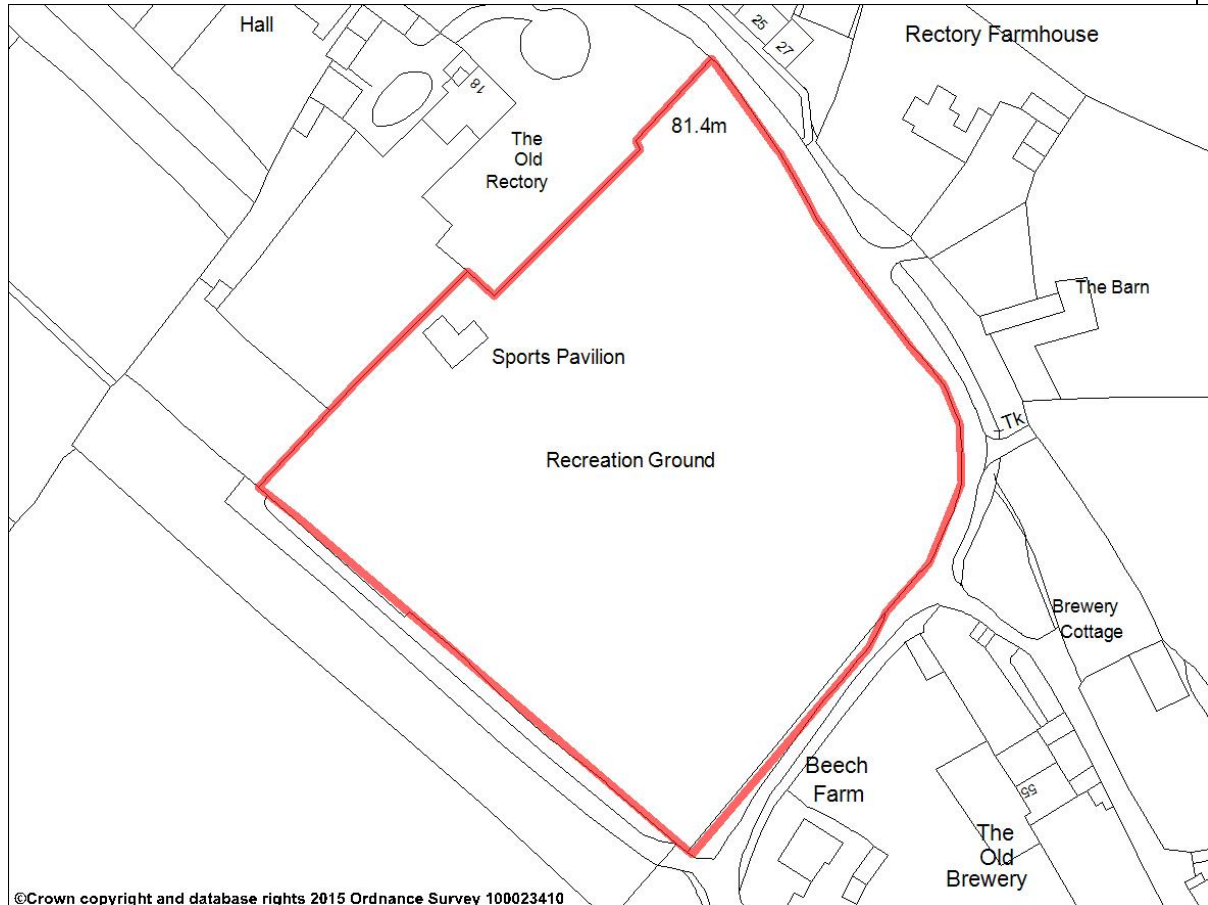 Hall
25
27
Rectory Farmhouse
18
81.4m
The
Old
Rectory
The Barn
Sports Pavilion
Tk
Recreation Ground
Brewery
Cottage
Beech
Farm
55
The
Old
Brewery
©Crown copyright and database rights 2015 Ordnance Survey 100023410